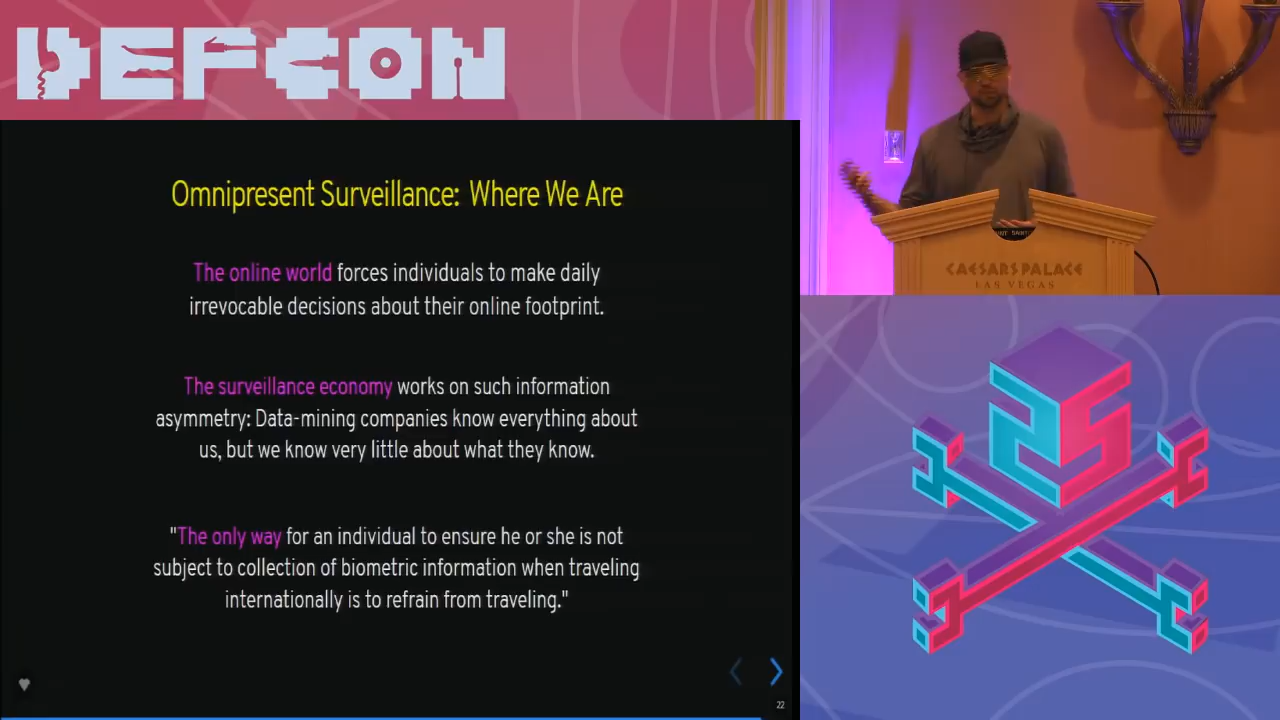 DEFCON
Omnipresent Surveillance: Where We Are
The online world forces individuals to make daily
irrevocable decisions about their online footprint.
The surveillance economy works on such information
asymmetry: Data-mining companies know everything about
us, but we know very little about what they know.
"The only way for an individual to ensure he or she is not
subject to collection of biometric information when traveling
internationally is to refrain from traveling."
22
CAESARS PALACE
LAS VEGAS
25